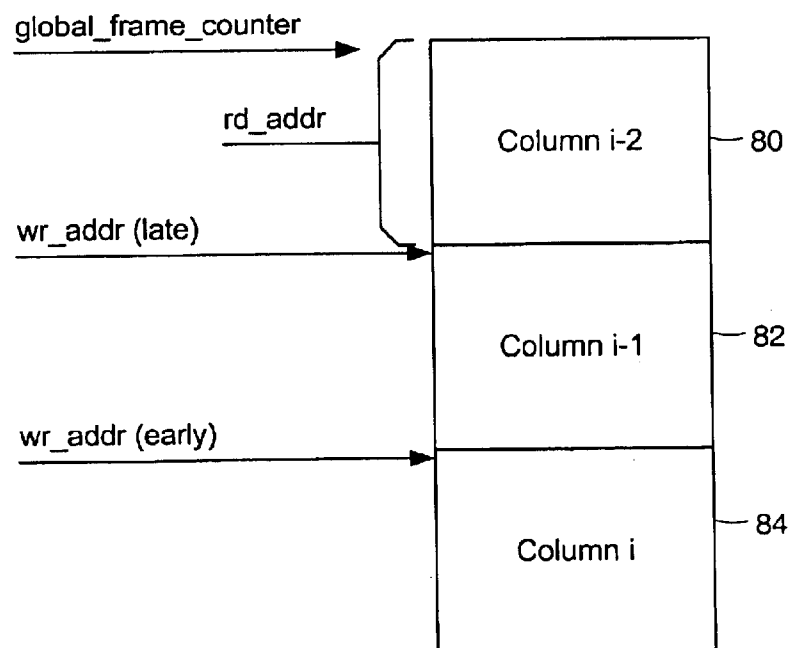 global_frame_counter
rd_addr
Column i-2
80
wr_addr (late)
Column i-1
82
wr_addr (early)
84
Column i